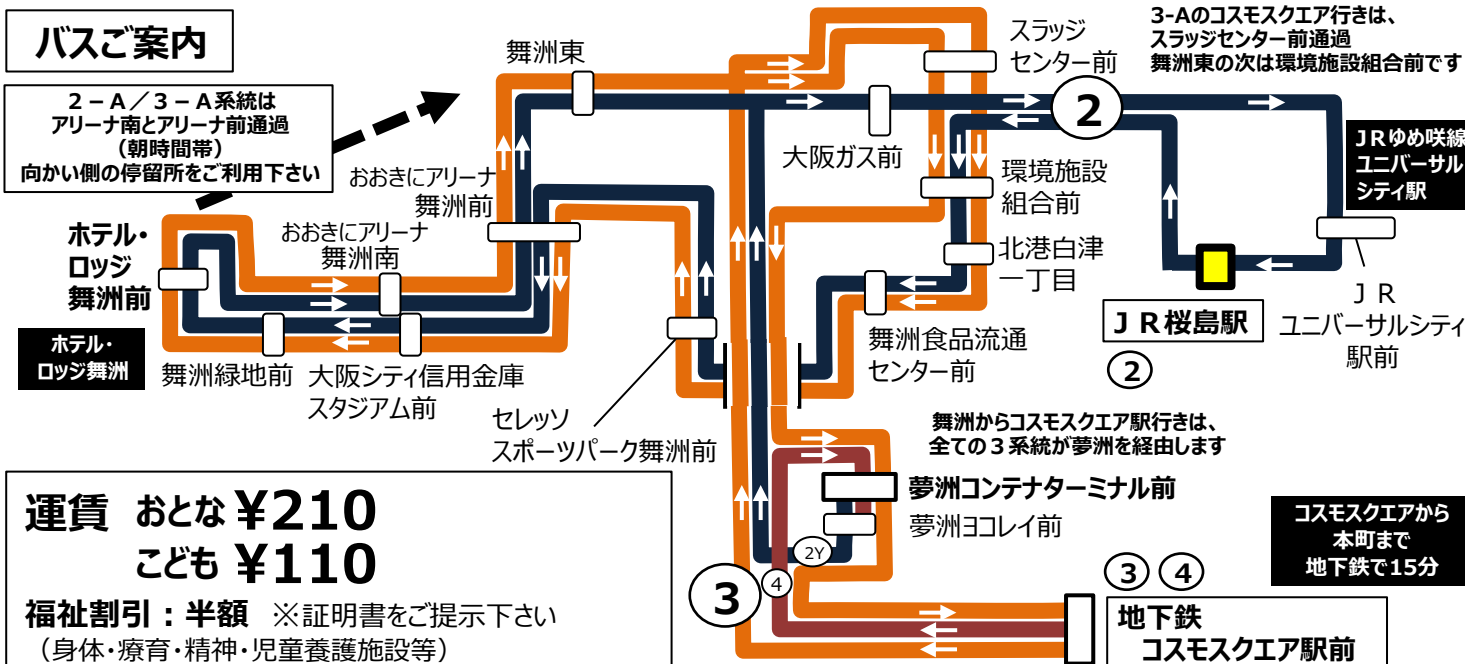 バスご案内
2-A/3-A系統は
アリーナ南とアリーナ前通過
(朝時間帯)
向かい側の停留所をご利用下さい
舞洲東
スラッジ
センター前
3-Aのコスモスクエア行きは、
スラッジセンター前通過
舞洲東の次は環境施設組合前です
2
大阪ガス前
JRゆめ咲線
ユニバーサル
シティ駅
おおきにアリーナ
舞洲前
環境施設
組合前
ホテル・
ロッジ
舞洲前
おおきにアリーナ
舞洲南
北港白津
一丁目
JR桜島駅
②
JR
ユニバーサルシティ
駅前
ホテル・
ロッジ舞洲
舞洲緑地前
大阪シティ信用金庫
スタジアム前
舞洲食品流通
センター前
セレッソ
スポーツパーク舞洲前
舞洲からコスモスクエア駅行きは、
全ての3系統が夢洲を経由します
夢洲コンテナターミナル前
夢洲ヨコレイ前
2Y
4
3
コスモスクエアから
本町まで
地下鉄で15分
③ ④
地下鉄
コスモスクエア駅前
運賃 おとな ¥210
こども ¥110
福祉割引:半額 ※証明書をご提示下さい
(身体・療育・精神・児童養護施設等)